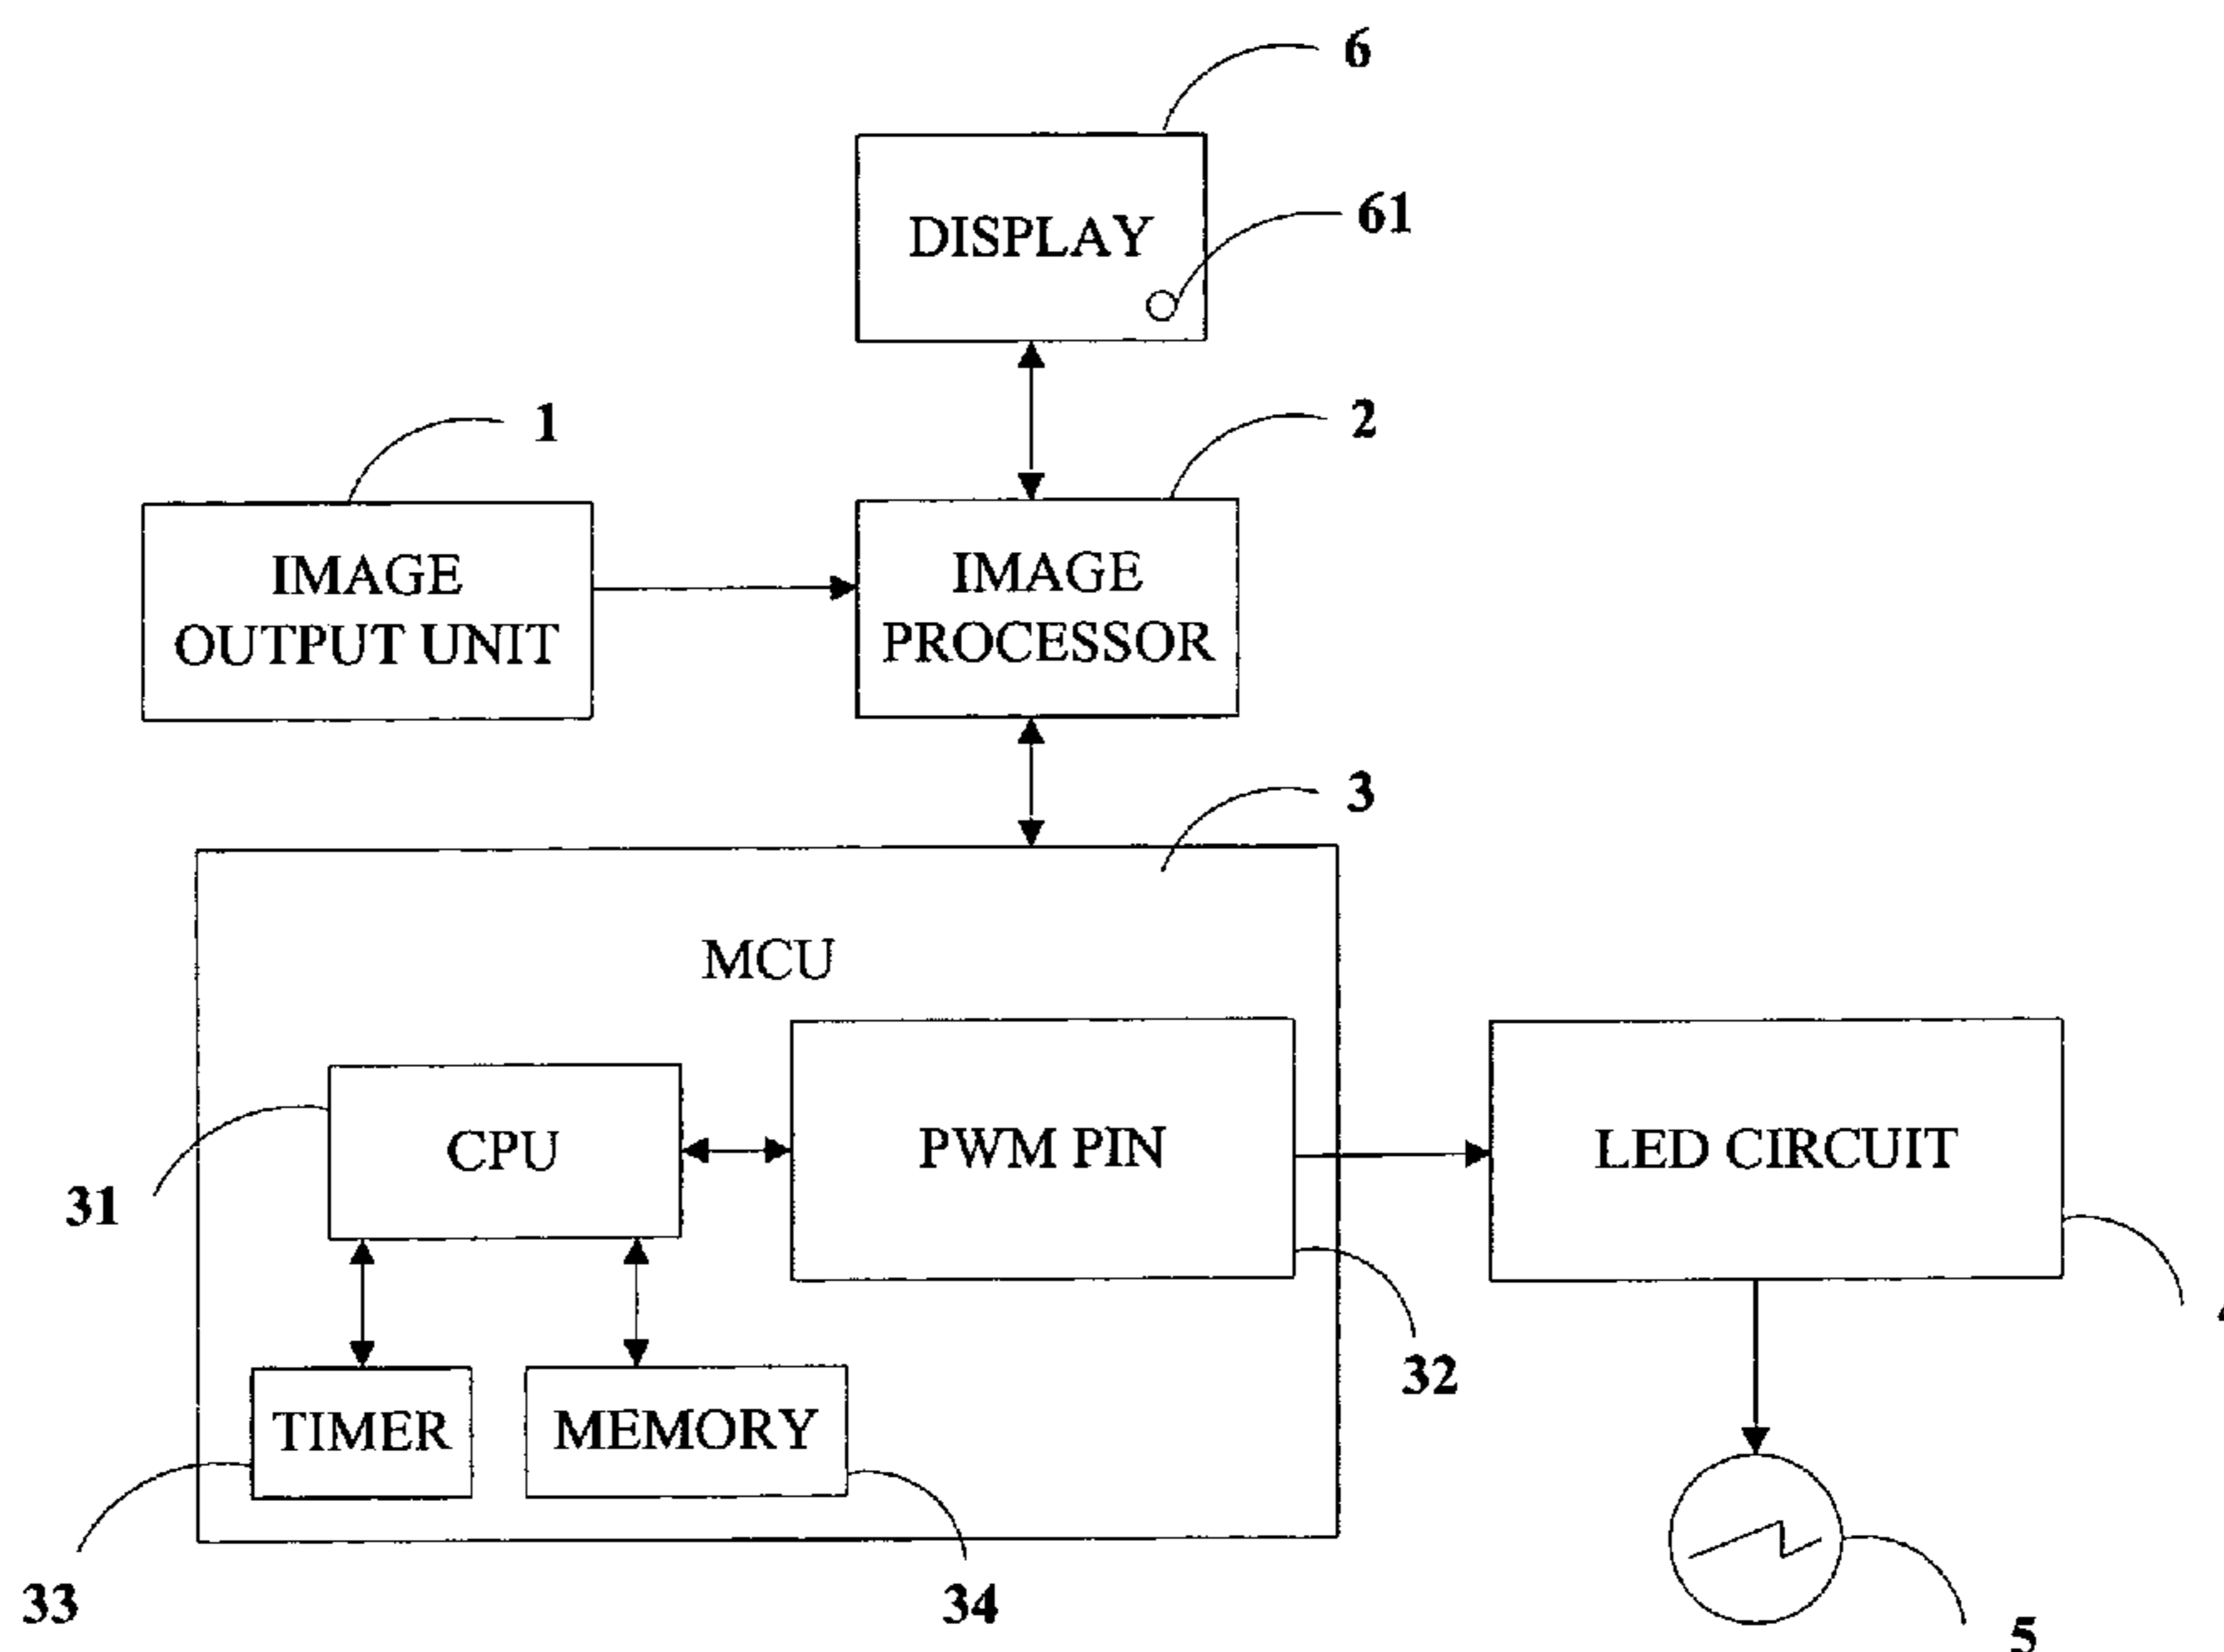 6
DISPLAY
61
1
2
IMAGE
OUTPUT UNIT
IMAGE
PROCESSOR
3
MCU
CPU
PWM PIN
LED CIRCUIT
31
32
TIMER
MEMORY
33
34
5